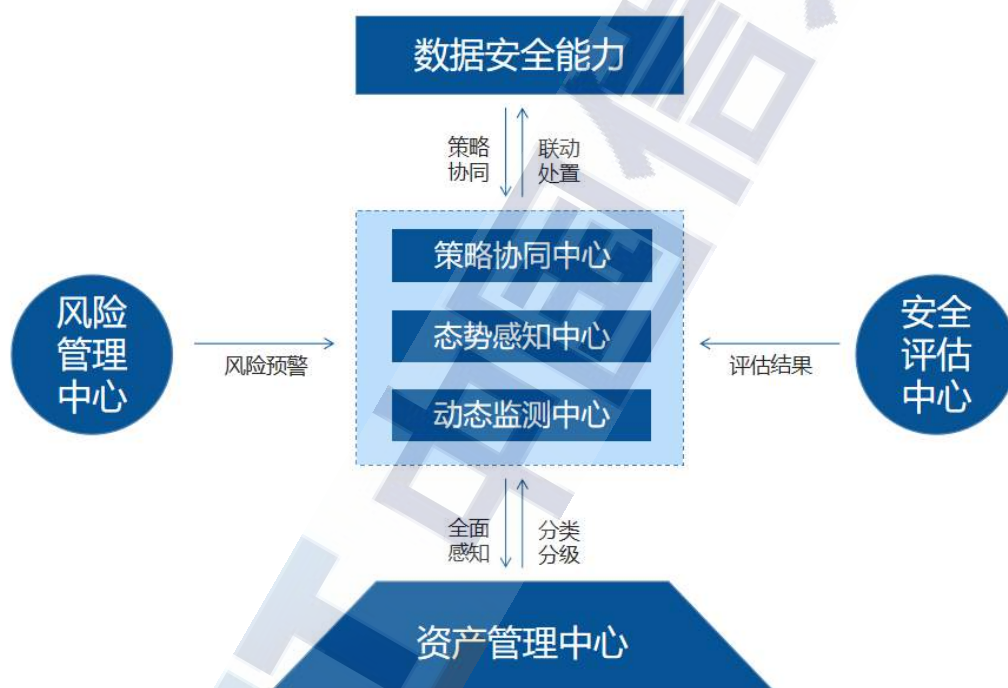 数据安全能力
策略
协同
联动
处置
策略协同中心
态势感知中心
动态监测中心
风险
管理
中心
风险预警
评估结果
安全
评估
中心
全面
感知
分类
分级
资产管理中心
中国信